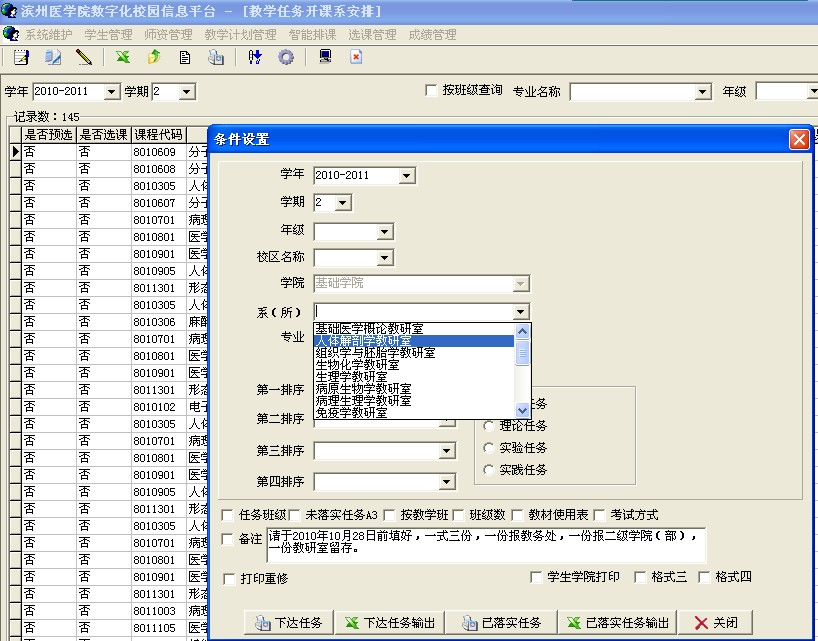 滨州医学院数字化校园信息平台 - [教学任务开课系安排]
系统维护 学生管理 师资管理 教学计划管理 智能排课 选课管理 成绩管理
学年 2010-2011 学期 2 按班级查询 专业名称 年级
记录数：145
是否预选 是否选课 课程代码
否 否 8010609 分子
否 否 8010608 分子
否 否 8010305 人体
否 否 8010607 分子
否 否 8010701 病理
否 否 8010801 医学
否 否 8010901 医学
否 否 8010905 人体
否 否 8011301 形态
否 否 8010305 人体
否 否 8010306 麻醉
否 否 8010701 病理
否 否 8010801 医学
否 否 8010901 医学
否 否 8011301 形态
否 否 8010102 电子
否 否 8010305 人体
否 否 8010701 病理
否 否 8010801 医学
否 否 8010901 医学
否 否 8010905 人体
否 否 8011301 形态
否 否 8010305 人体
否 否 8010701 病理
否 否 8010801 医学
否 否 8010901 医学
否 否 8011301 形态
否 否 8011003 病理
否 否 8011105 医学
条件设置
学年 2010-2011
学期 2
年级
校区名称
学院 基础学院
系（所）
专业
基础医学概论教研室
人体解剖学教研室
组织学与胚胎学教研室
生物化学教研室
生理学教研室
病原生物学教研室
病理生理学教研室
免疫学教研室
第一排序
第二排序
第三排序
第四排序
任务
理论任务
实验任务
实践任务
任务班级 未落实任务A3 按教学班 班级数 教材使用表 考试方式
备注 请于2010年10月28日前填好，一式三份，一份报教务处，一份报二级学院（部），
一份教研室留存。
打印重修 学生学院打印 格式三 格式四
下达任务 下达任务输出 已落实任务 已落实任务输出 关闭